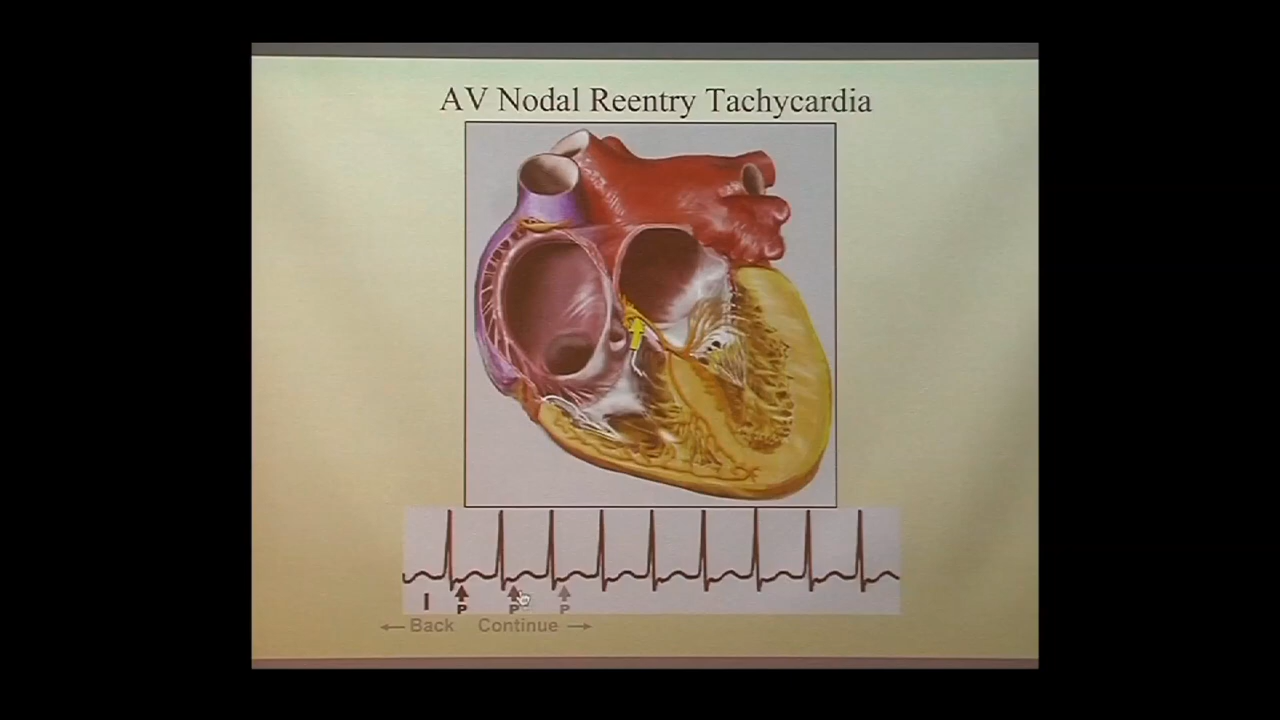 AV Nodal Reentry Tachycardia
I
P P P
← Back Continue →